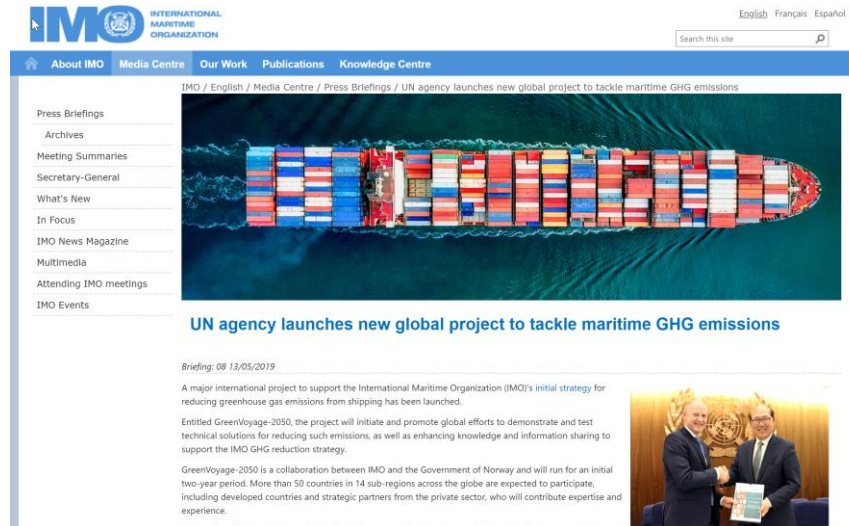 IMO
INTERNATIONAL
MARITIME
ORGANIZATION
English Français Español
Search this site
About IMO Media Centre Our Work Publications Knowledge Centre
IMO / English / Media Centre / Press Briefings / UN agency launches new global project to tackle maritime GHG emissions
Press Briefings
Archives
Meeting Summaries
Secretary-General
What's New
In Focus
IMO News Magazine
Multimedia
Attending IMO meetings
IMO Events
UN agency launches new global project to tackle maritime GHG emissions
Briefing: 08 13/05/2019
A major international project to support the International Maritime Organization (IMO)'s initial strategy for
reducing greenhouse gas emissions from shipping has been launched.
Entitled GreenVoyage-2050, the project will initiate and promote global efforts to demonstrate and test
technical solutions for reducing such emissions, as well as enhancing knowledge and information sharing to
support the IMO GHG reduction strategy.
GreenVoyage-2050 is a collaboration between IMO and the Government of Norway and will run for an initial
two-year period. More than 50 countries in 14 sub-regions across the globe are expected to participate,
including developed countries and strategic partners from the private sector, who will contribute expertise and
experience.